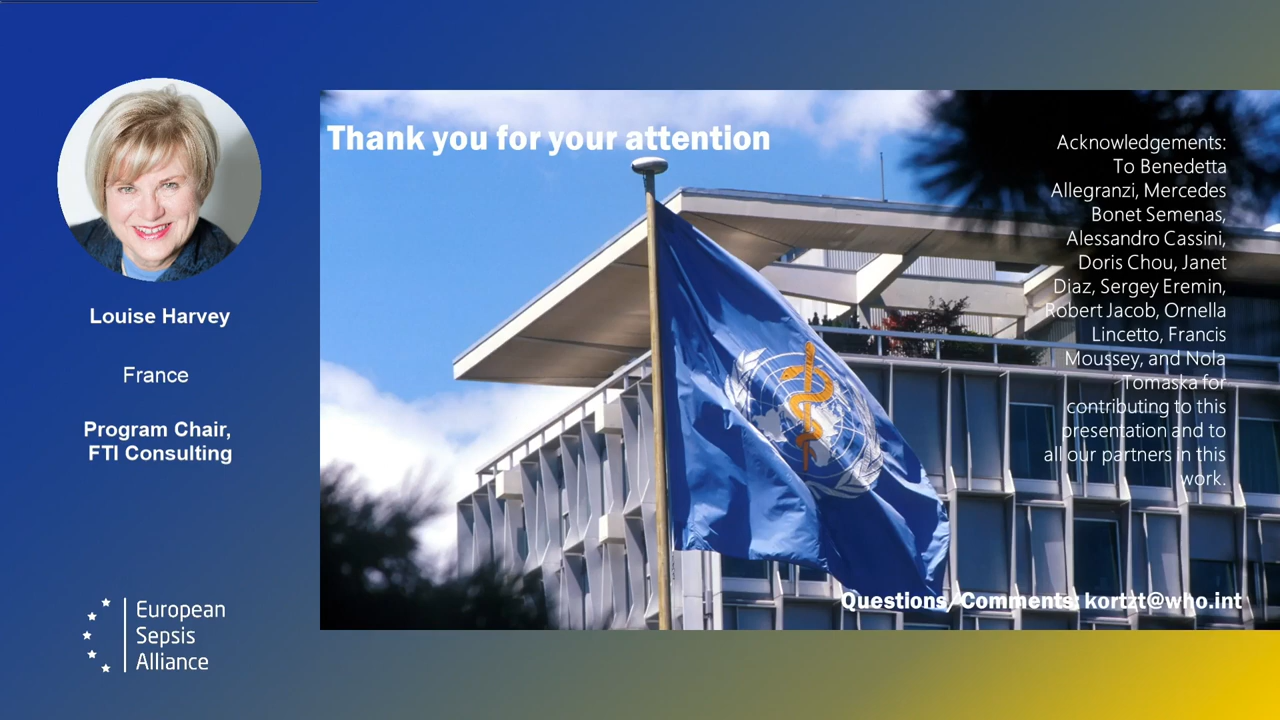 Louise Harvey
France
Program Chair,
FTI Consulting
European
Sepsis
Alliance
Thank you for your attention
Acknowledgements:
To Benedetta
Allegranzi, Mercedes
Bonet Semenas,
Alessandro Cassini,
Doris Chou, Janet
Diaz, Sergey Eremin,
Robert Jacob, Ornella
Lincetto, Francis
Moussey, and Nola
Tomaska for
contributing to this
presentation and to
all our partners in this
work.
Questions/Comments: kortzt@who.int